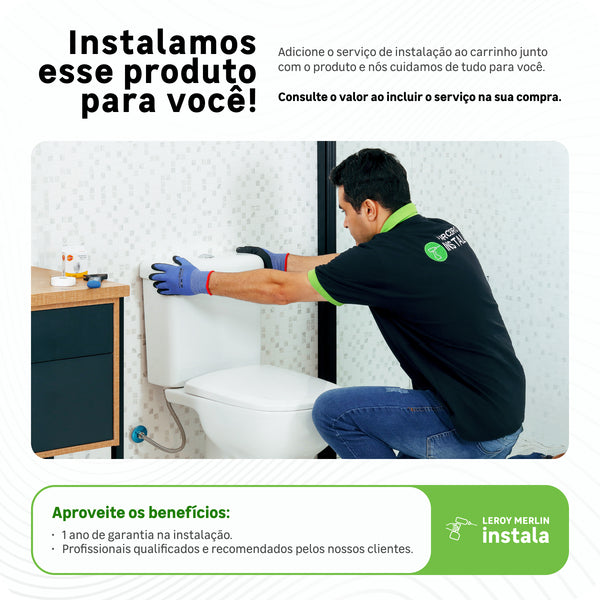 Instalamos
esse produto
para você!
Adicione o serviço de instalação ao carrinho junto
com o produto e nós cuidamos de tudo para você.
Consulte o valor ao incluir o serviço na sua compra.
Aproveite os benefícios:
· 1 ano de garantia na instalação.
· Profissionais qualificados e recomendados pelos nossos clientes.
LEROY MERLIN
instala